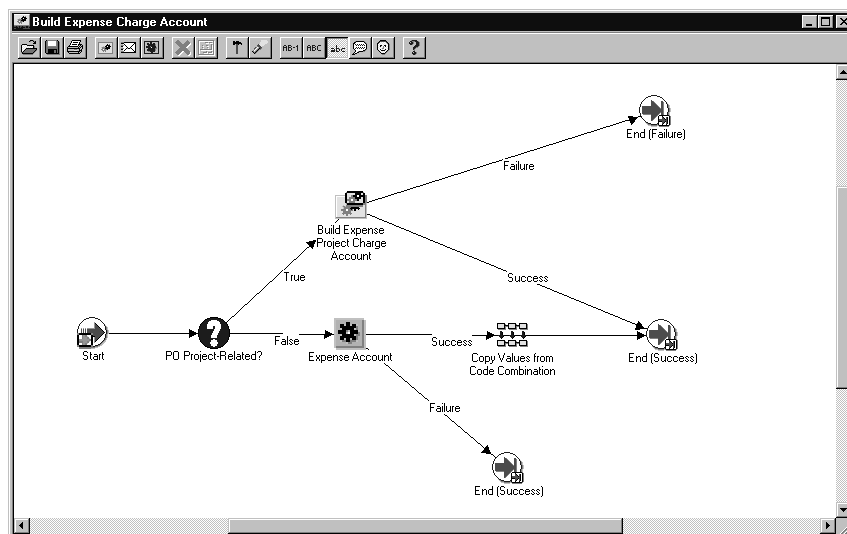 Build Expense Charge Account
AB-1 ABC abc
End (Failure)
Failure
Build Expense
Project Charge
Account
True
Success
Start
PO Project-Related?
False
Expense Account
Success
Copy Values from
Code Combination
End (Success)
Failure
End (Success)